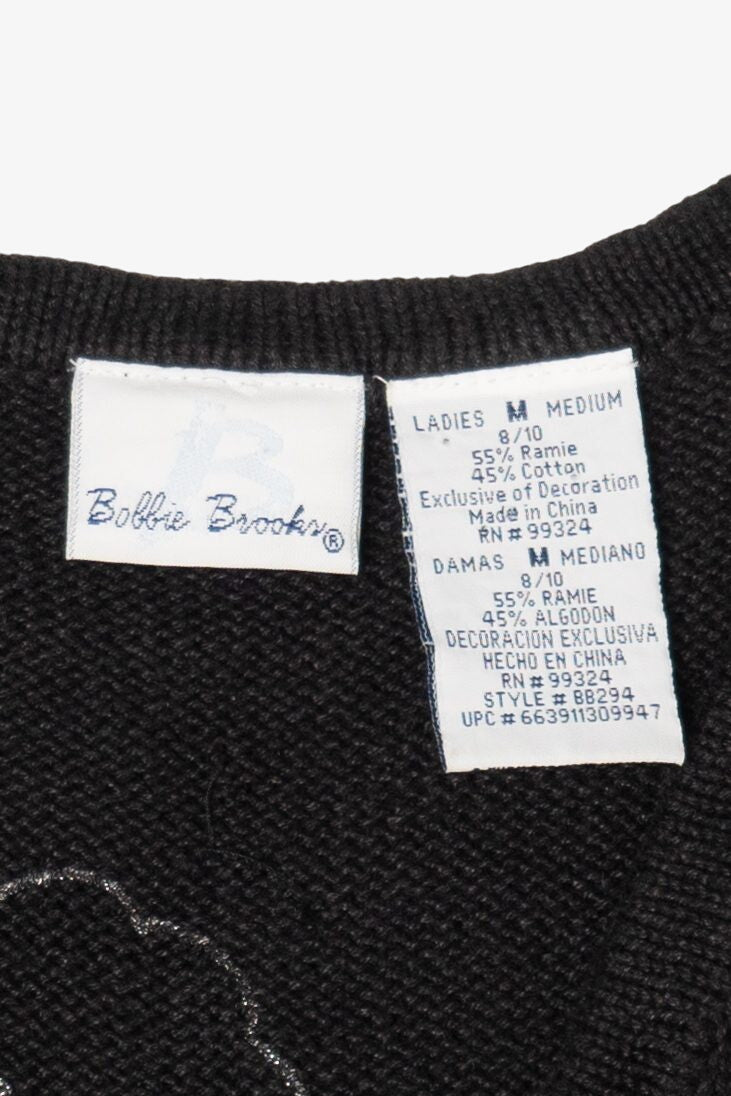 B
Bobbie Brooks®
LADIES M MEDIUM
8/10
55% Ramie
45% Cotton
Exclusive of Decoration
Made in China
RN # 99324
DAMAS M MEDIANO
8/10
55% RAMIE
45% ALGODON
DECORACION EXCLUSIVA
HECHO EN CHINA
RN # 99324
STYLE # BB294
UPC # 663911309947